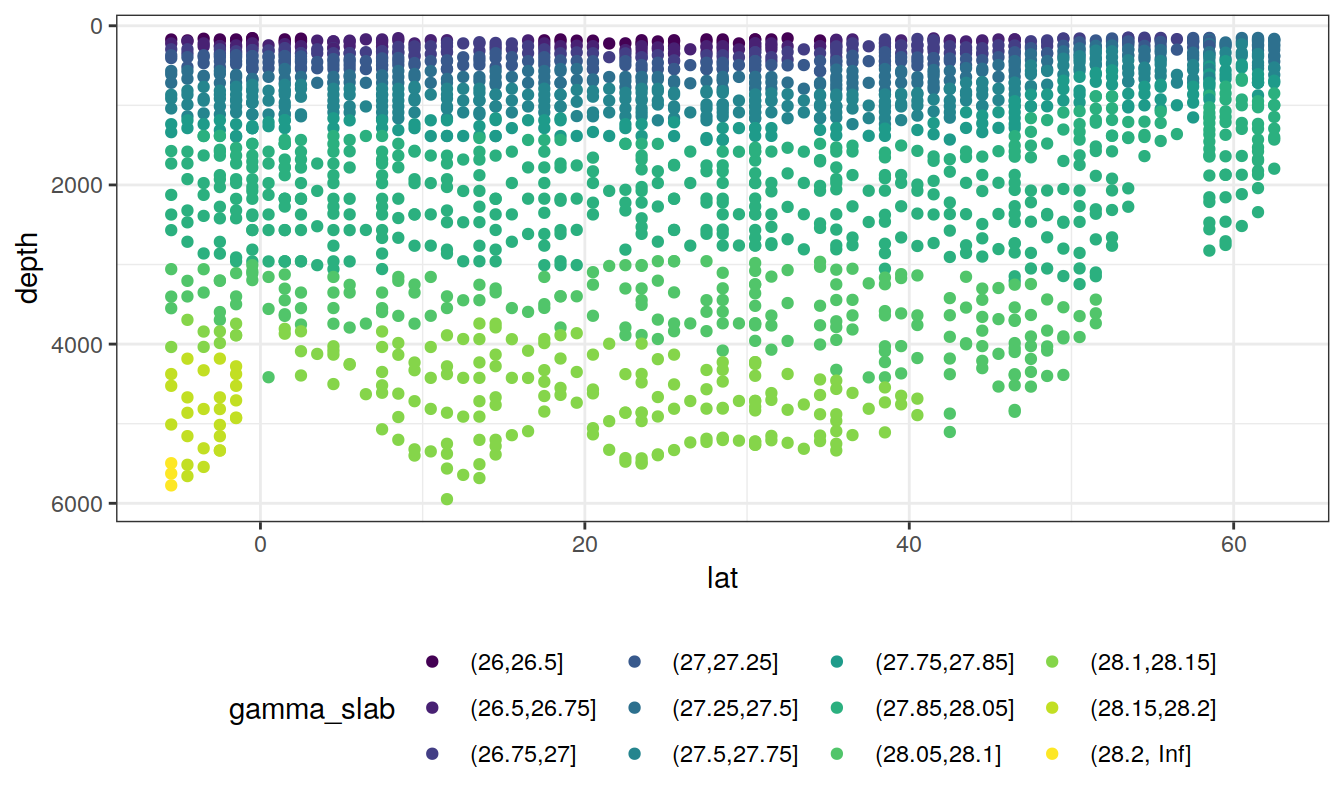 0
2000
4000
6000
depth
0 20 40 60
lat
gamma_slab
(26,26.5] (27,27.25] (27.75,27.85] (28.1,28.15]
(26.5,26.75] (27.25,27.5] (27.85,28.05] (28.15,28.2]
(26.75,27] (27.5,27.75] (28.05,28.1] (28.2, Inf]